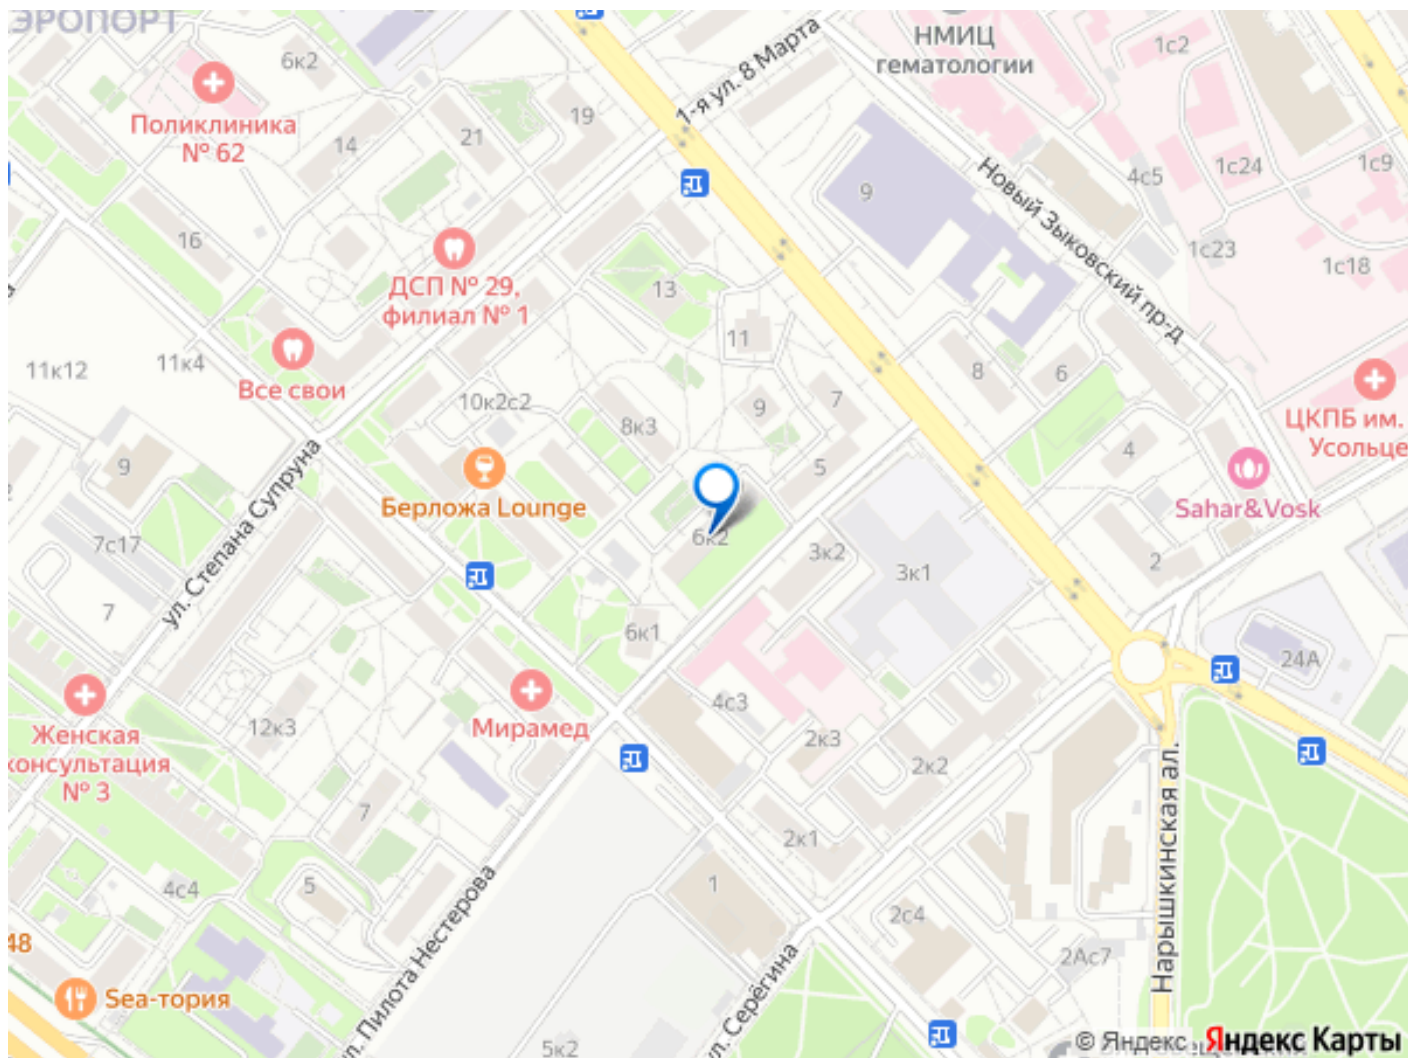 ЭРОПОРТ
6к2
Поликлиника
№ 62
14
21
19
1-я ул. 8 Марта
НМИЦ
гематологии
1с2
4с5
1с24
1с9
1с23
1с18
9
Новый Зыковский пр-д
16
ДСП № 29,
филиал № 1
13
11
11к12
11к4
Все свои
10к2с2
8к3
9
7
8
6
ЦКПБ им.
Усольце
4
5
Sahar&Vosk
9
Берложа Lounge
7с17
ул. Степана Супруна
7
6к2
3к2
3к1
2
6к1
24А
Женская
консультация
№ 3
12к3
Мирамед
4с3
2к3
2к2
7
2к1
Нарышкинская ал.
4с4
5
1
2с4
2Ас7
48
Sea-тория
л. Пилота Нестерова
ул. Серёгина
5к2
© Яндекс Яндекс Карты